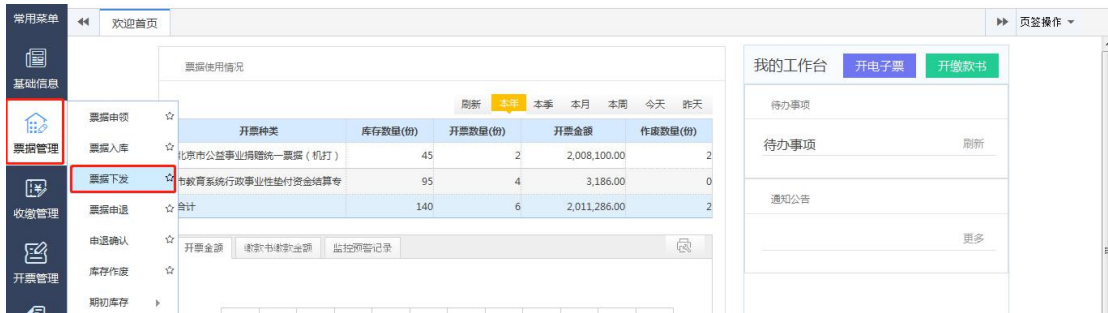 常用菜单
欢迎首页
页签操作
基础信息
票据管理
收缴管理
开票管理
票据申领
票据入库
票据下发
票据申退
申退确认
库存作废
期初库存
票据使用情况
刷新 本年 本季 本月 本周 今天 昨天
开票种类 库存数量(份) 开票数量(份) 开票金额 作废数量(份)
北京市公益事业捐赠统一票据(机打) 45 2 2,008,100.00 2
市教育系统行政事业性垫付资金结算专 95 4 3,186.00 0
合计 140 6 2,011,286.00 2
开票金额 缴款书缴款金额 监控预警记录
我的工作台 开电子票 开缴款书
待办事项
待办事项 刷新
通知公告
更多